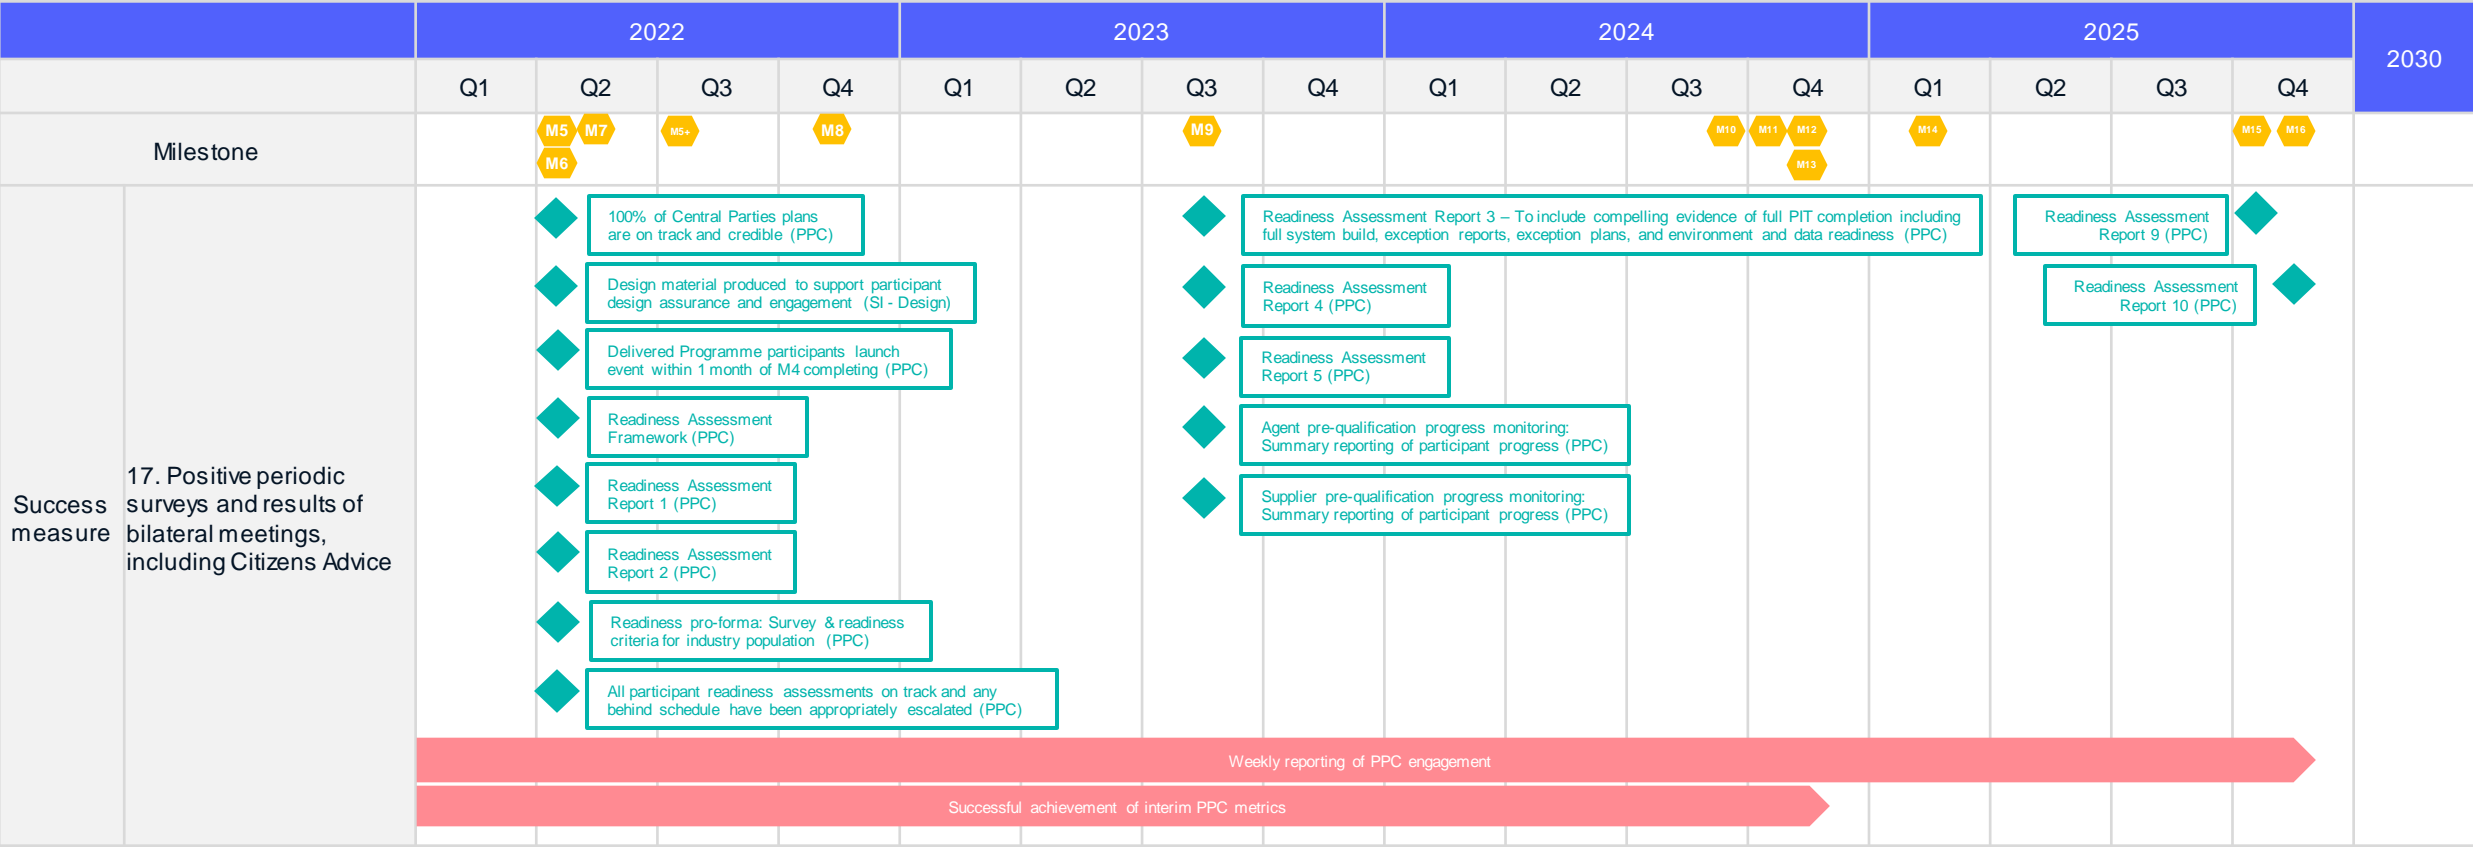 2022
2023
2024
2025
2030
Q1
Q2
Q3
Q4
Q1
Q2
Q3
Q4
Q1
Q2
Q3
Q4
Q1
Q2
Q3
Q4
Milestone
M5
M7
M5+
M8
M9
M10
M11
M12
M14
M15
M16
M6
M13
Success
measure
17. Positive periodic
surveys and results of
bilateral meetings,
including Citizens Advice
100% of Central Parties plans
are on track and credible (PPC)
Design material produced to support participant
design assurance and engagement (SI - Design)
Delivered Programme participants launch
event within 1 month of M4 completing (PPC)
Readiness Assessment
Framework (PPC)
Readiness Assessment
Report 1 (PPC)
Readiness Assessment
Report 2 (PPC)
Readiness pro-forma: Survey & readiness
criteria for industry population (PPC)
All participant readiness assessments on track and any
behind schedule have been appropriately escalated (PPC)
Readiness Assessment Report 3 – To include compelling evidence of full PIT completion including
full system build, exception reports, exception plans, and environment and data readiness (PPC)
Readiness Assessment
Report 4 (PPC)
Readiness Assessment
Report 5 (PPC)
Agent pre-qualification progress monitoring:
Summary reporting of participant progress (PPC)
Supplier pre-qualification progress monitoring:
Summary reporting of participant progress (PPC)
Readiness Assessment
Report 9 (PPC)
Readiness Assessment
Report 10 (PPC)
Weekly reporting of PPC engagement
Successful achievement of interim PPC metrics